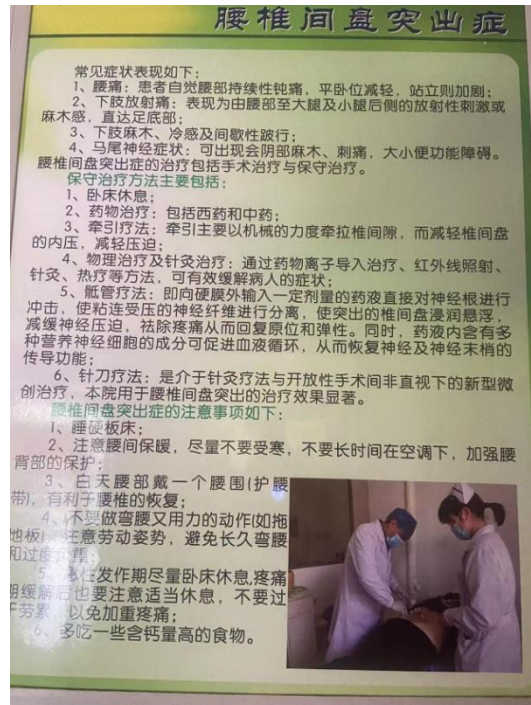 腰椎间盘突出症
常见症状表现如下：
1、腰痛：患者自觉腰部持续性钝痛，平卧位减轻，站立则加剧；
2、下肢放射痛：表现为由腰部至大腿及小腿后侧的放射性刺激或
麻木感，直达足底部；
3、下肢麻木、冷感及间歇性跛行；
4、马尾神经症状：可出现会阴部麻木、刺痛，大小便功能障碍。
腰椎间盘突出症的治疗包括手术治疗与保守治疗。
保守治疗方法主要包括：
1、卧床休息；
2、药物治疗：包括西药和中药；
3、牵引疗法：牵引主要以机械的力度牵拉椎间隙，而减轻椎间盘
的内压，减轻压迫；
4、物理治疗及针灸治疗：通过药物离子导入治疗、红外线照射、
针灸、热疗等方法，可有效缓解病人的症状；
5、骶管疗法：即向硬膜外输入一定剂量的药液直接对神经根进行
冲击，使粘连受压的神经纤维进行分离，使突出的椎间盘浸润悬浮，
减缓神经压迫，祛除疼痛从而回复原位和弹性。同时，药液内含有多
种营养神经细胞的成分可促进血液循环，从而恢复神经及神经末梢的
传导功能；
6、针刀疗法：是介于针灸疗法与开放性手术间非直视下的新型微
创治疗，本院用于腰椎间盘突出的治疗效果显著。
腰椎间盘突出症的注意事项如下：
1、睡硬板床；
2、注意腰间保暖，尽量不要受寒，不要长时间在空调下，加强腰
背部的保护；
3、白天腰部戴一个腰围(护腰
带)，有利于腰椎的恢复；
4、不要做弯腰又用力的动作(如拖
地板)，注意劳动姿势，避免长久弯腰
和过度负重；
5、急性发作期尽量卧床休息,疼痛
期缓解后也要注意适当休息，不要过
于劳累，以免加重疼痛；
6、多吃一些含钙量高的食物。